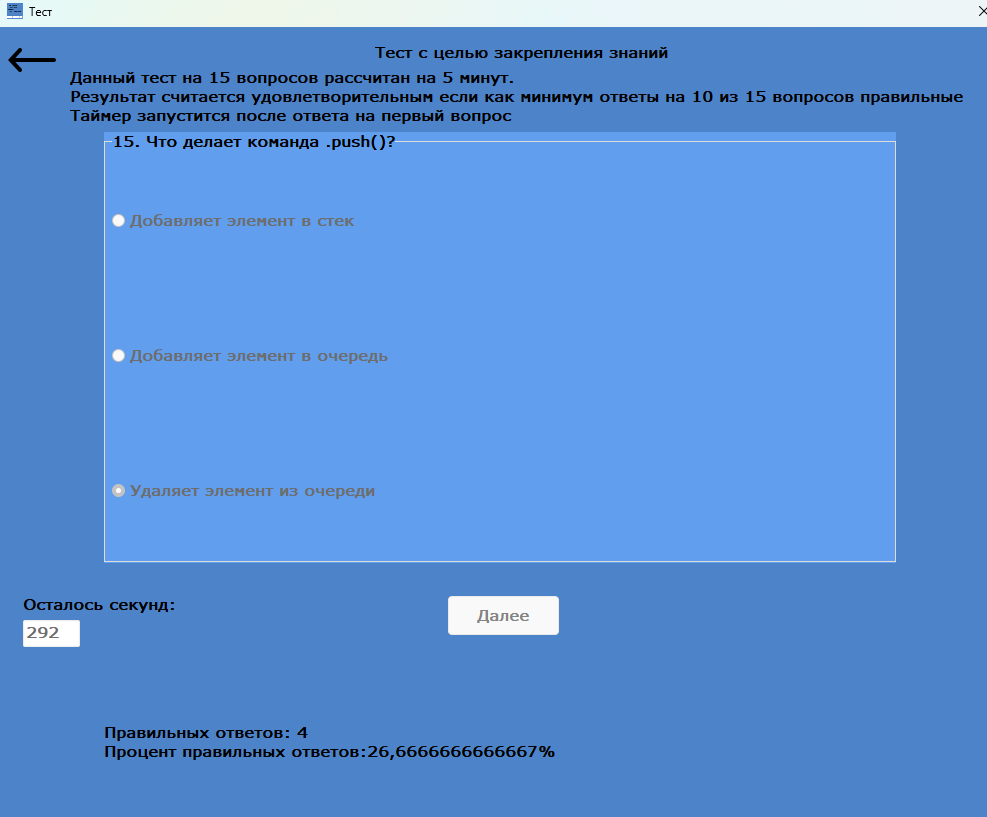 Тест
Тест с целью закрепления знаний
Данный тест на 15 вопросов рассчитан на 5 минут.
Результат считается удовлетворительным если как минимум ответы на 10 из 15 вопросов правильные
Таймер запустится после ответа на первый вопрос
15. Что делает команда .push()?
Добавляет элемент в стек
Добавляет элемент в очередь
Удаляет элемент из очереди
Осталось секунд:
292
Далее
Правильных ответов: 4
Процент правильных ответов:26,6666666666667%